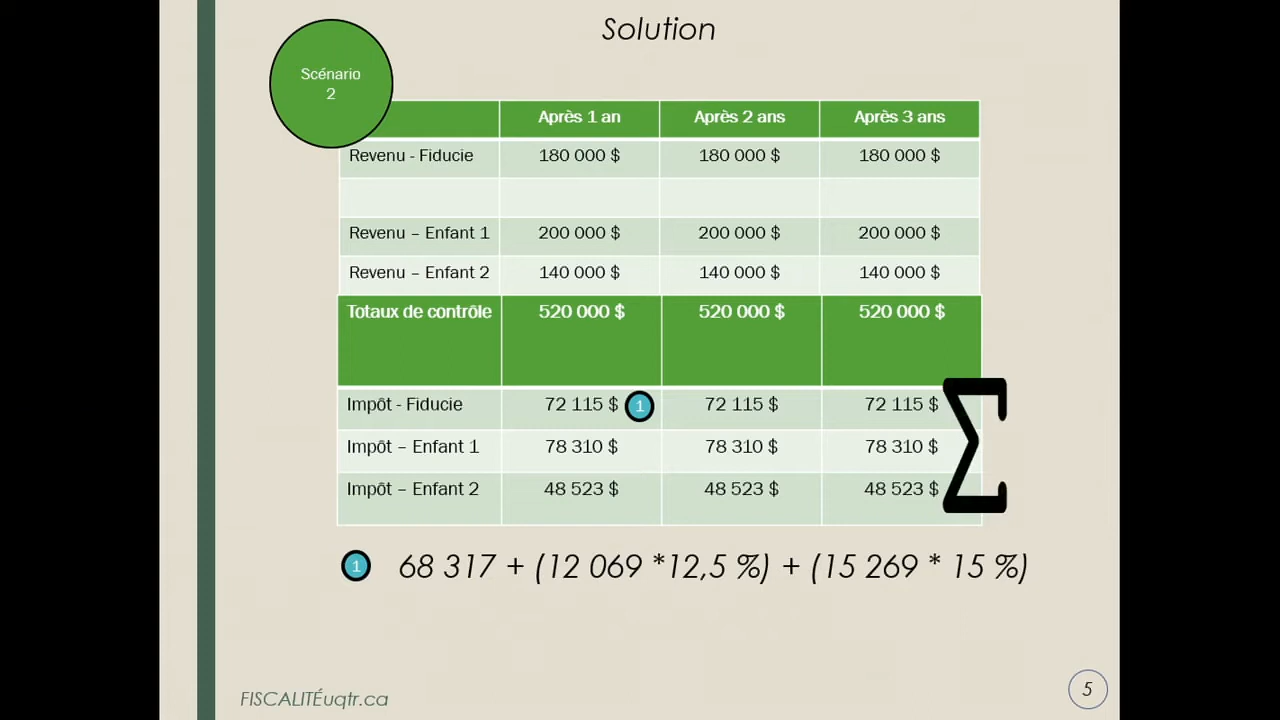 Solution
Scénario
2
Après 1 an Après 2 ans Après 3 ans
Revenu - Fiducie 180 000 $ 180 000 $ 180 000 $
Revenu – Enfant 1 200 000 $ 200 000 $ 200 000 $
Revenu – Enfant 2 140 000 $ 140 000 $ 140 000 $
Totaux de contrôle 520 000 $ 520 000 $ 520 000 $
Impôt - Fiducie 72 115 $ 1 72 115 $ 72 115 $
Impôt – Enfant 1 78 310 $ 78 310 $ 78 310 $
Impôt – Enfant 2 48 523 $ 48 523 $ 48 523 $
Σ
1 68 317 + (12 069 *12,5 %) + (15 269 * 15 %)
FISCALITÉuqtr.ca
5